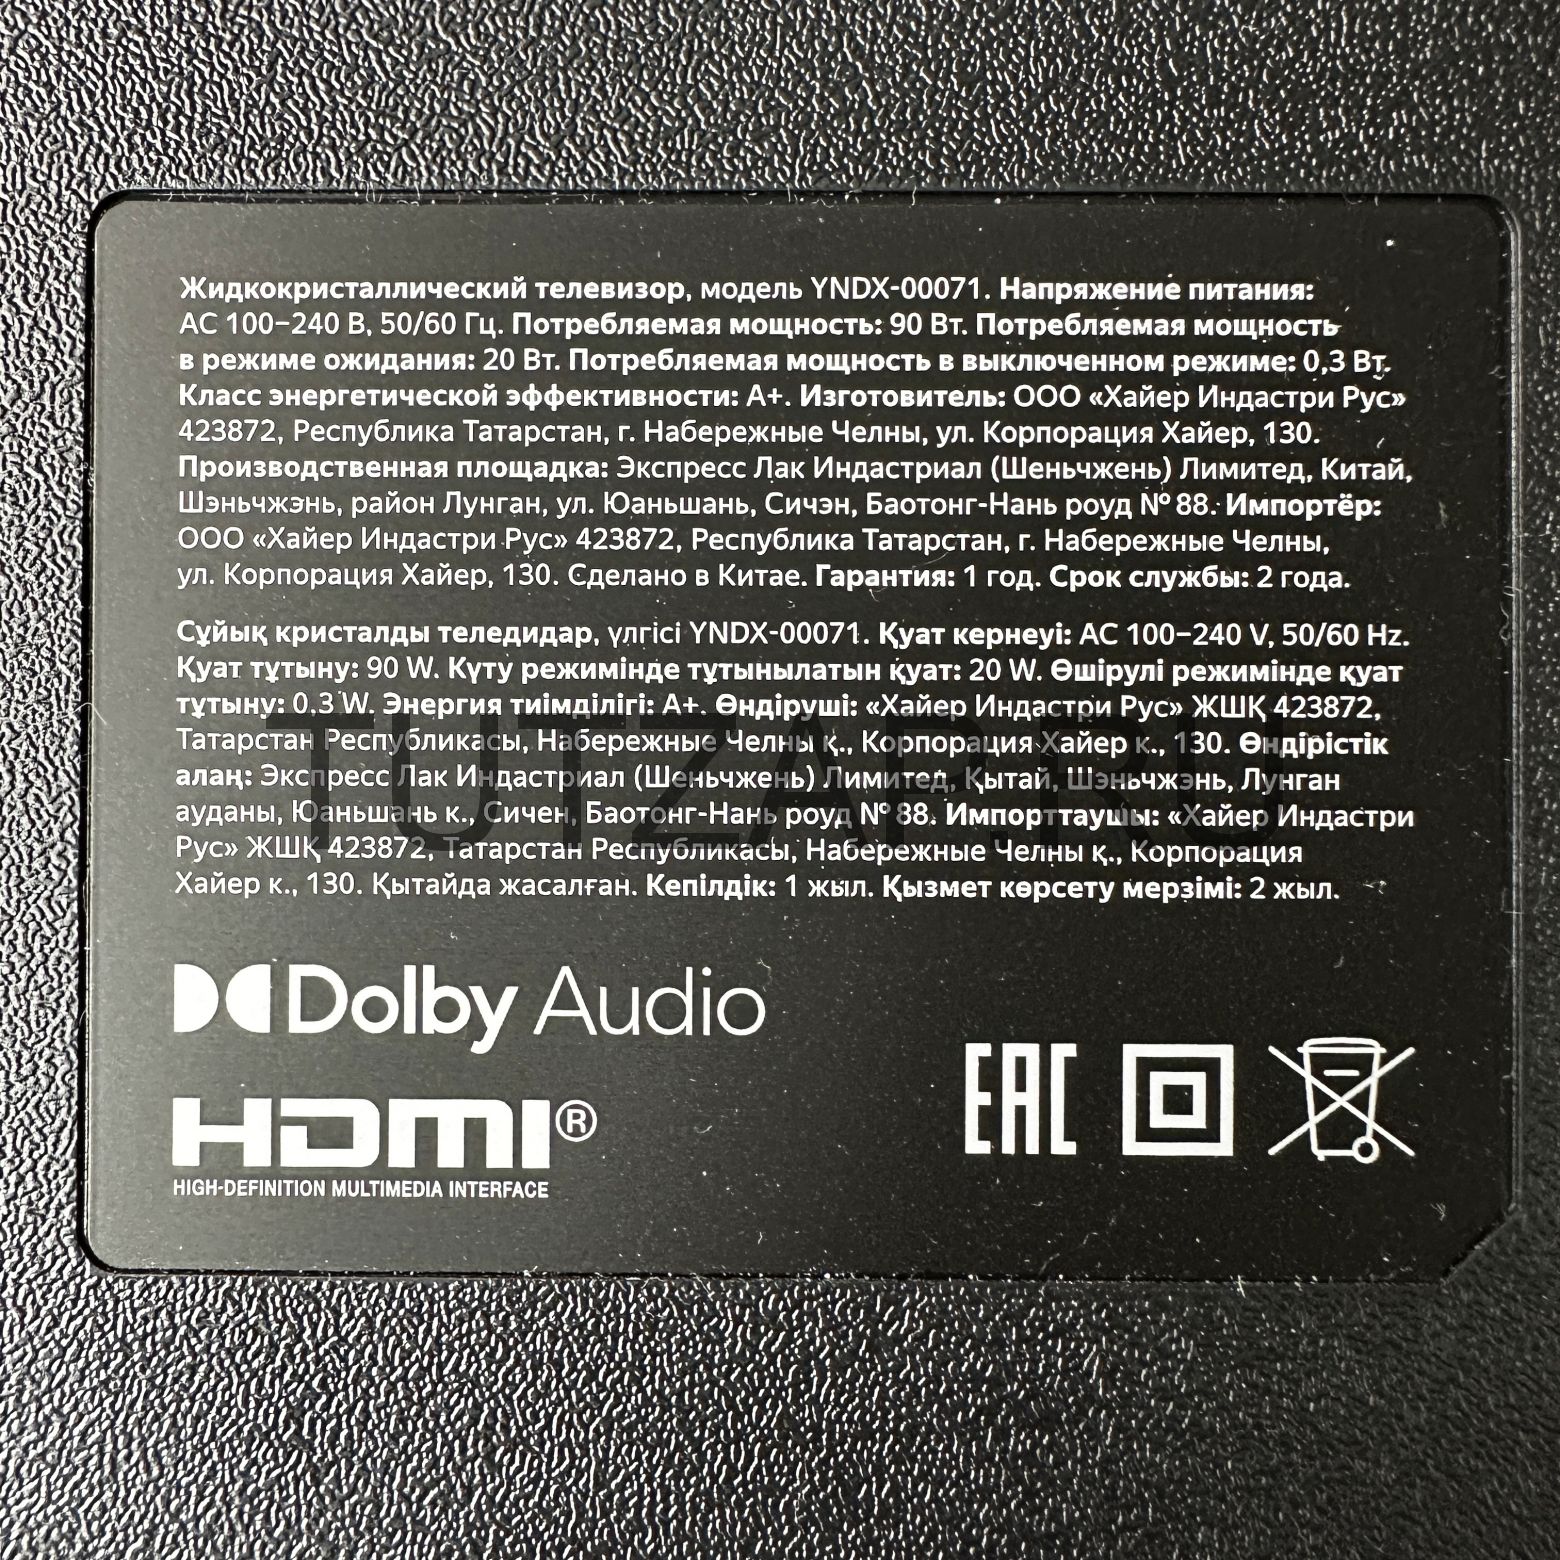 Жидкокристаллический телевизор, модель YNDX-00071. Напряжение питания:
AC 100–240 В, 50/60 Гц. Потребляемая мощность: 90 Вт. Потребляемая мощность
в режиме ожидания: 20 Вт. Потребляемая мощность в выключенном режиме: 0,3 Вт.
Класс энергетической эффективности: A+. Изготовитель: ООО «Хайер Индастри Рус»
423872, Республика Татарстан, г. Набережные Челны, ул. Корпорация Хайер, 130.
Производственная площадка: Экспресс Лак Индастриал (Шеньчжень) Лимитед, Китай,
Шэньчжэнь, район Лунган, ул. Юаньшань, Сичэн, Баотонг-Нань роуд № 88. Импортёр:
ООО «Хайер Индастри Рус» 423872, Республика Татарстан, г. Набережные Челны,
ул. Корпорация Хайер, 130. Сделано в Китае. Гарантия: 1 год. Срок службы: 2 года.
Сұйық кристалды теледидар, үлгісі YNDX-00071. Қуат кернеуі: AC 100–240 V, 50/60 Hz.
Қуат тұтыну: 90 W. Күту режимінде тұтынылатын қуат: 20 W. Өшірулі режимінде қуат
тұтыну: 0,3 W. Энергия тиімділігі: A+. Өндіруші: «Хайер Индастри Рус» ЖШҚ 423872,
Татарстан Республикасы, Набережные Челны қ., Корпорация Хайер к., 130. Өндірістік
алаң: Экспресс Лак Индастриал (Шеньчжень) Лимитед, Қытай, Шэньчжэнь, Лунган
ауданы, Юаньшань к., Сичен, Баотонг-Нань роуд № 88. Импорттаушы: «Хайер Индастри
Рус» ЖШҚ 423872, Татарстан Республикасы, Набережные Челны қ., Корпорация
Хайер к., 130. Қытайда жасалған. Кепілдік: 1 жыл. Қызмет көрсету мерзімі: 2 жыл.
TUTZAP.RU
Dolby Audio
HDMI®
HIGH-DEFINITION MULTIMEDIA INTERFACE
EAC